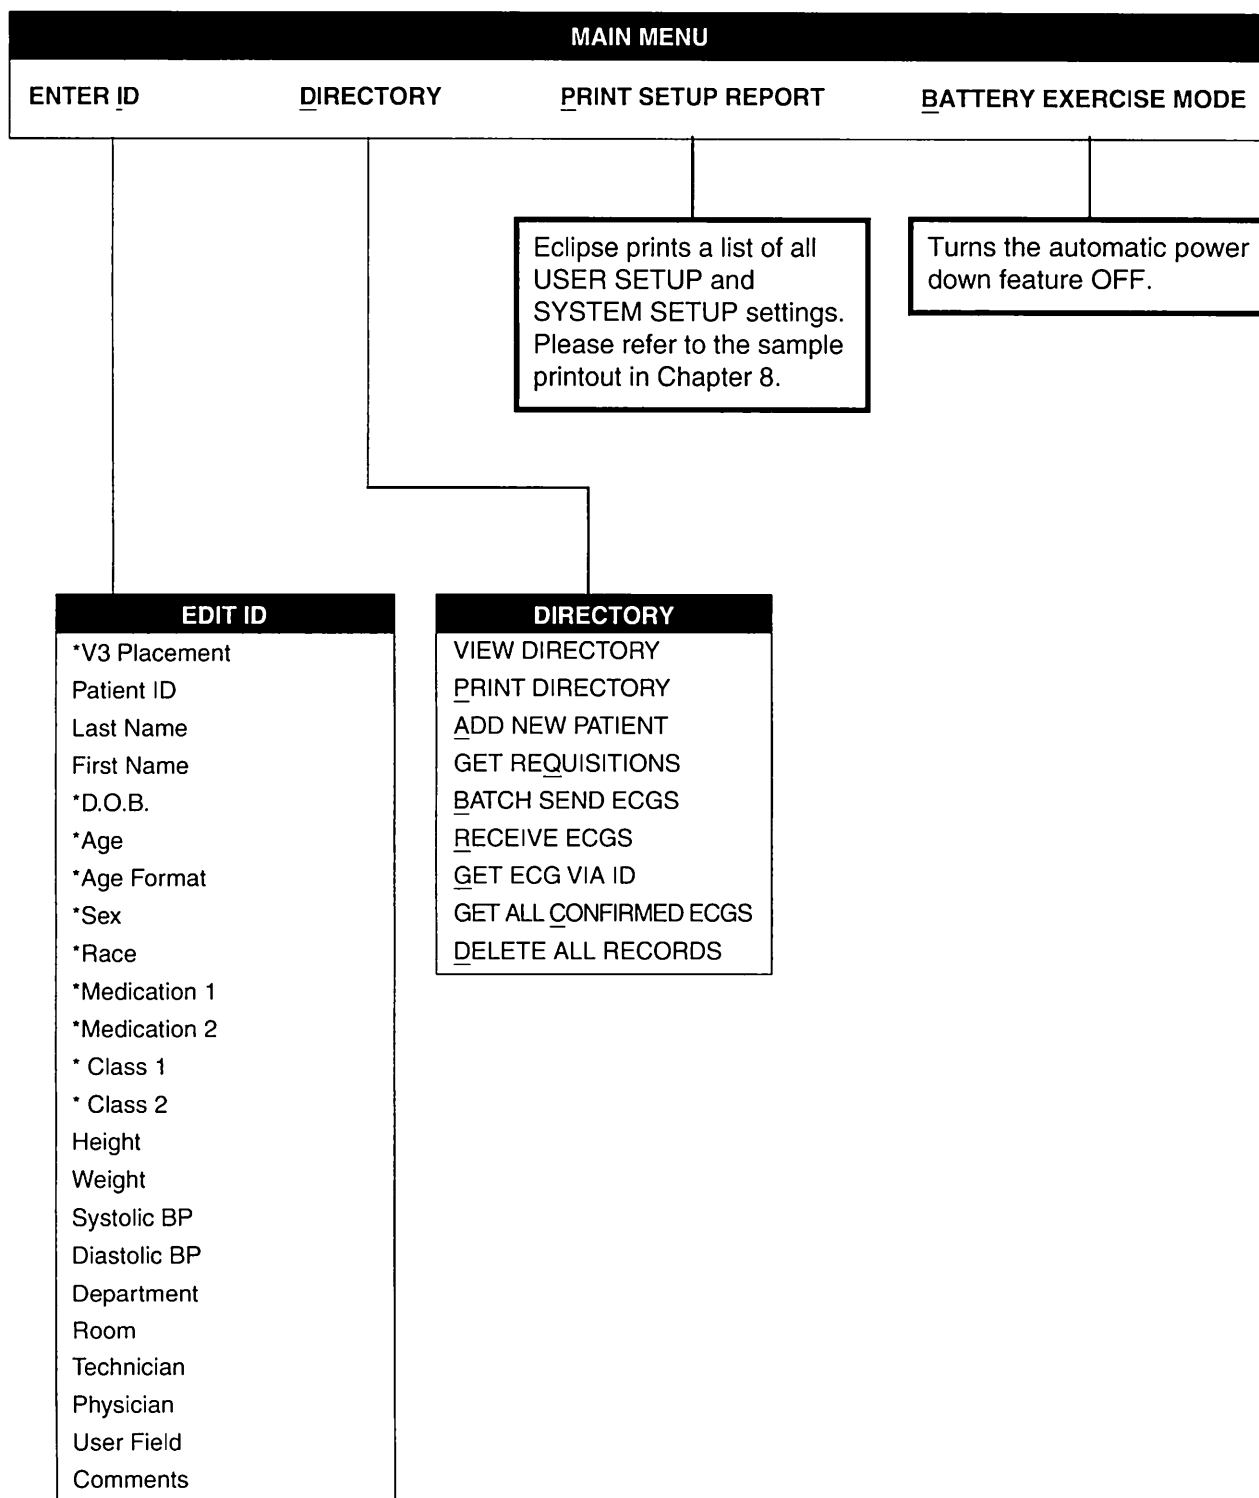 MAIN MENU
ENTER ID DIRECTORY PRINT SETUP REPORT BATTERY EXERCISE MODE
Eclipse prints a list of all
USER SETUP and
SYSTEM SETUP settings.
Please refer to the sample
printout in Chapter 8.
Turns the automatic power
down feature OFF.
EDIT ID
*V3 Placement
Patient ID
Last Name
First Name
*D.O.B.
*Age
*Age Format
*Sex
*Race
*Medication 1
*Medication 2
* Class 1
* Class 2
Height
Weight
Systolic BP
Diastolic BP
Department
Room
Technician
Physician
User Field
Comments
DIRECTORY
VIEW DIRECTORY
PRINT DIRECTORY
ADD NEW PATIENT
GET REQUISITIONS
BATCH SEND ECGS
RECEIVE ECGS
GET ECG VIA ID
GET ALL CONFIRMED ECGS
DELETE ALL RECORDS